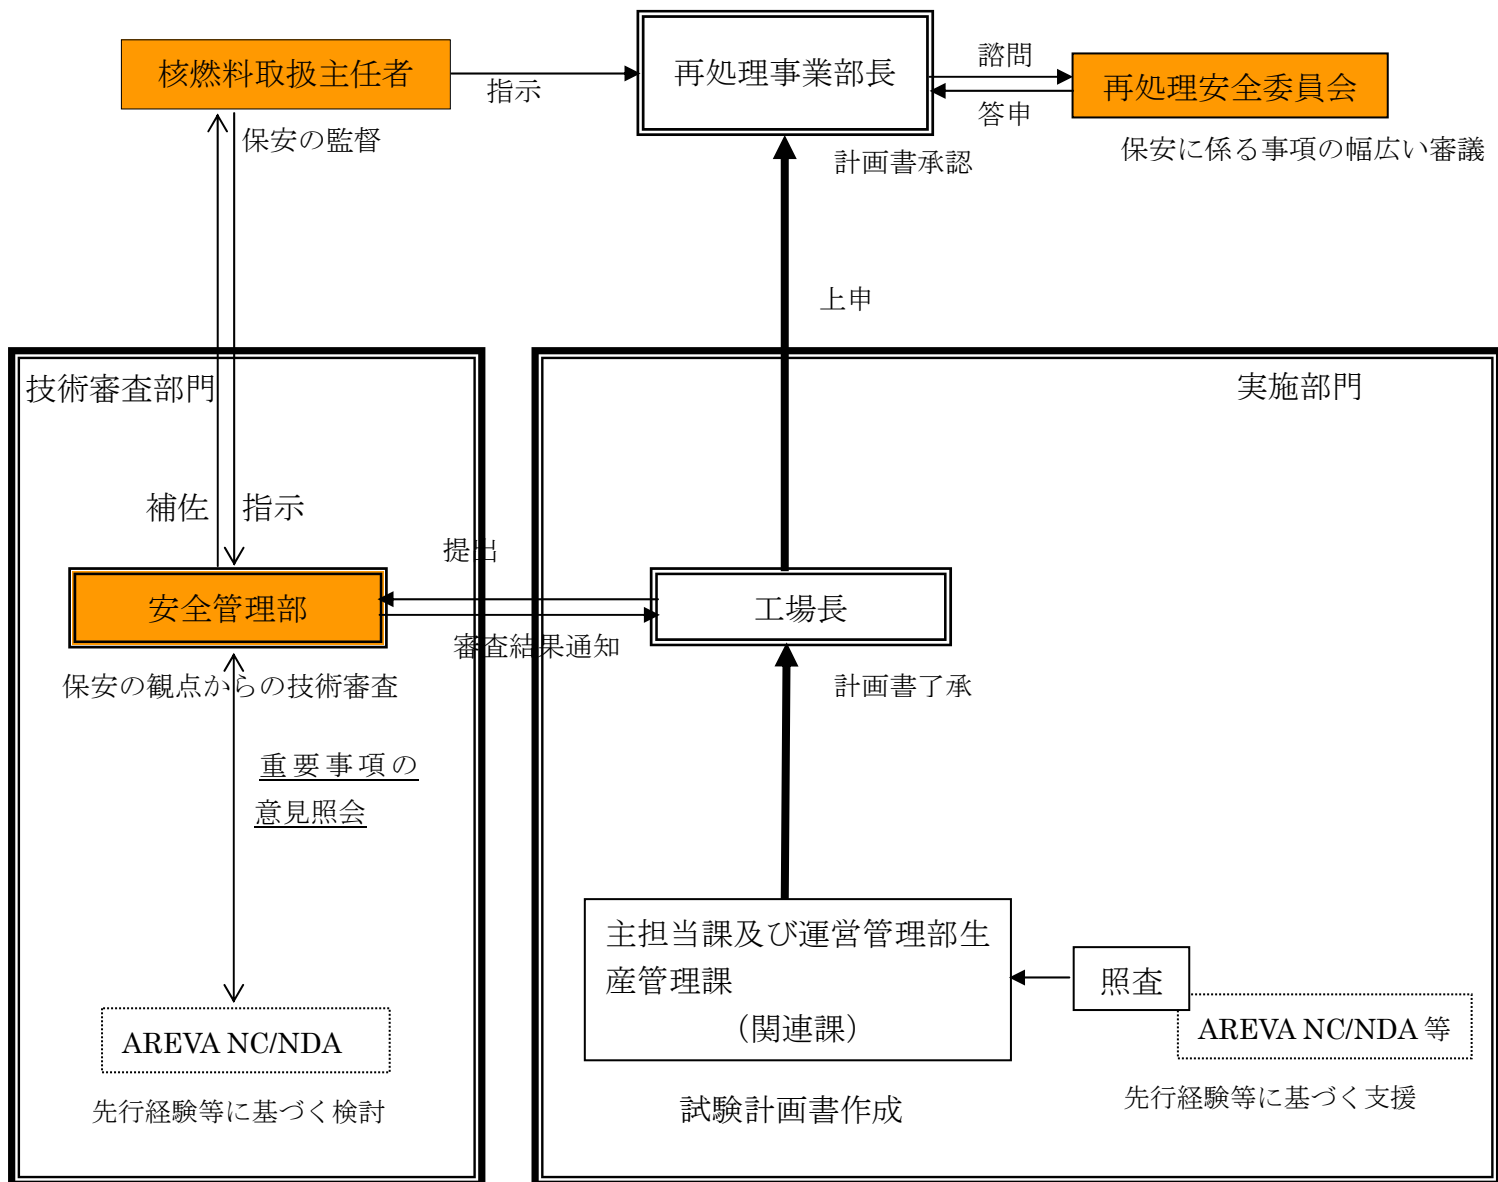 核燃料取扱主任者
指示
再処理事業部長
諮問
答申
再処理安全委員会
保安の監督
計画書承認
保安に係る事項の幅広い審議
上申
技術審査部門
実施部門
補佐
指示
提出
安全管理部
工場長
審査結果通知
保安の観点からの技術審査
計画書了承
重要事項の
意見照会
主担当課及び運営管理部生
産管理課
（関連課）
照査
AREVA NC/NDA 等
AREVA NC/NDA
先行経験等に基づく検討
試験計画書作成
先行経験等に基づく支援